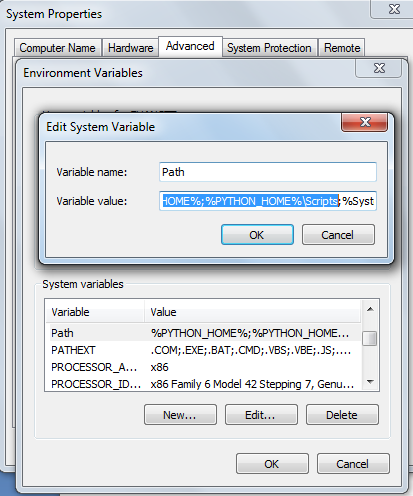 System Properties
Computer Name Hardware Advanced System Protection Remote
Environment Variables
Edit System Variable
Variable name: Path
Variable value: HOME%;%PYTHON_HOME%\Scripts;%Syst
OK Cancel
System variables
Variable Value
Path %PYTHON_HOME%;%PYTHON_HOME...
PATHEXT .COM;.EXE;.BAT;.CMD;.VBS;.VBE;.JS;....
PROCESSOR_A... x86
PROCESSOR_ID... x86 Family 6 Model 42 Stepping 7, Genu...
New... Edit... Delete
OK Cancel